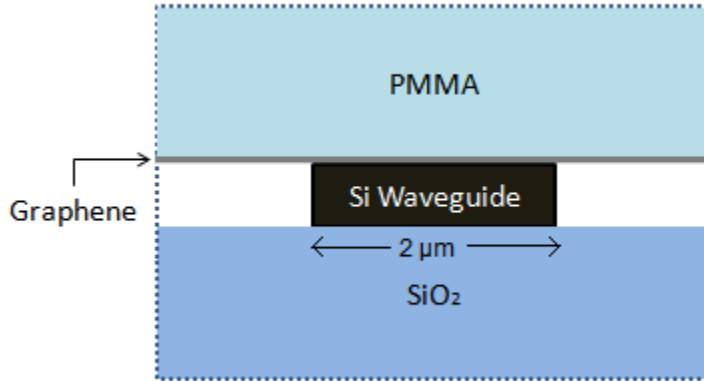 PMMA
Graphene
Si Waveguide
2 µm
SiO₂